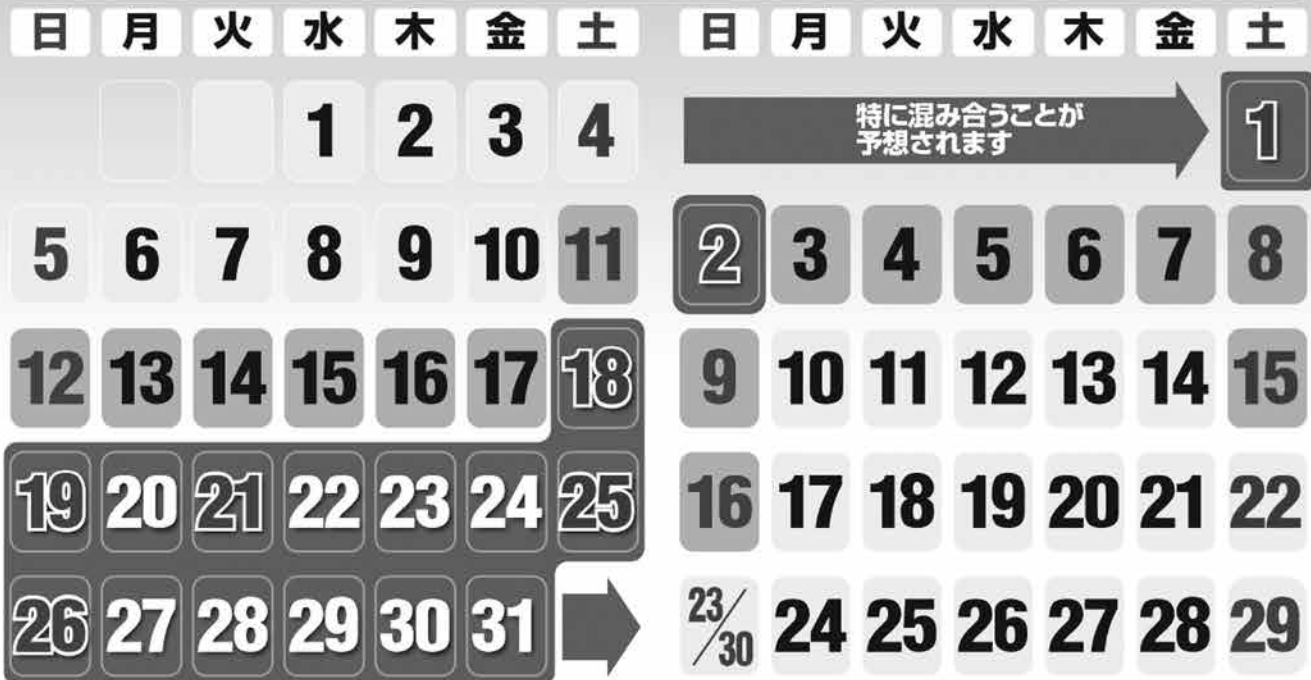 日 月 火 水 木 金 土
1 2 3 4
5 6 7 8 9 10 11
12 13 14 15 16 17 18
19 20 21 22 23 24 25
26 27 28 29 30 31
日 月 火 水 木 金 土
特に混み合うことが
予想されます
1
2 3 4 5 6 7 8
9 10 11 12 13 14 15
16 17 18 19 20 21 22
23/30 24 25 26 27 28 29